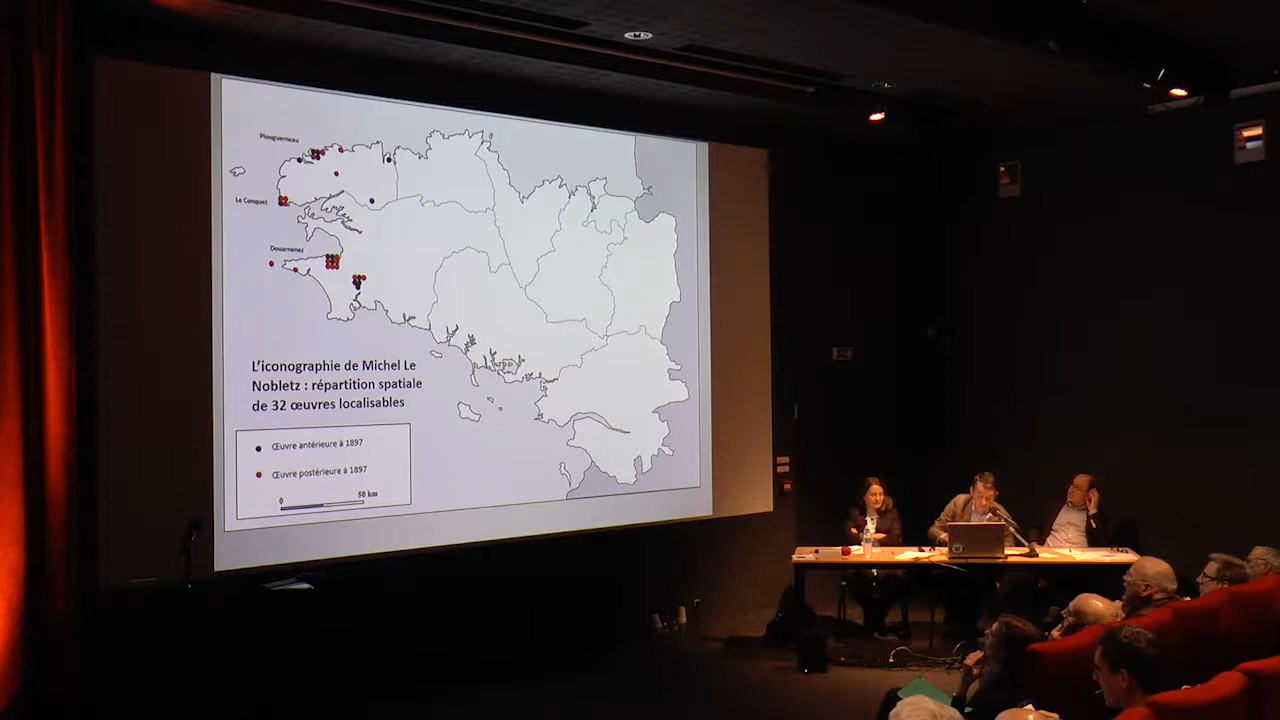 Plouguerneau
Le Conquet
Douarnenez
L'iconographie de Michel Le
Nobletz : répartition spatiale
de 32 œuvres localisables
Œuvre antérieure à 1897
Œuvre postérieure à 1897
0 50 km